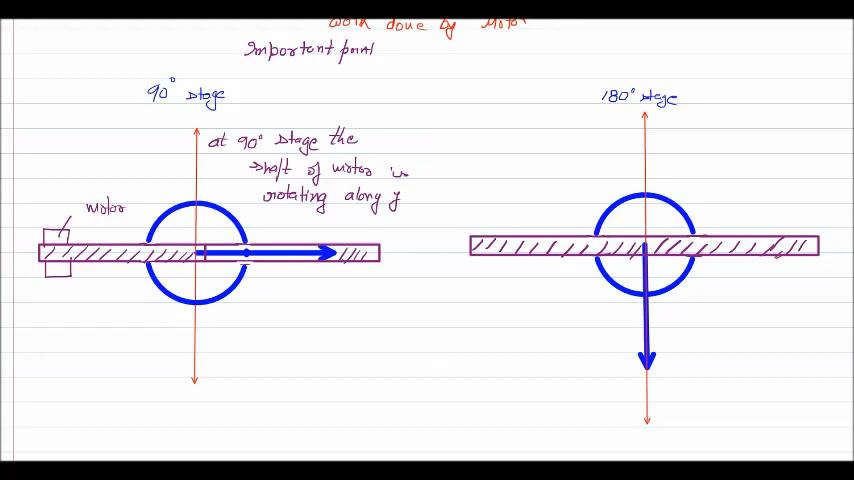 work done by Motor
Important point
90° stage
180° stage
at 90° stage the
shaft of motor is
rotating along y
motor